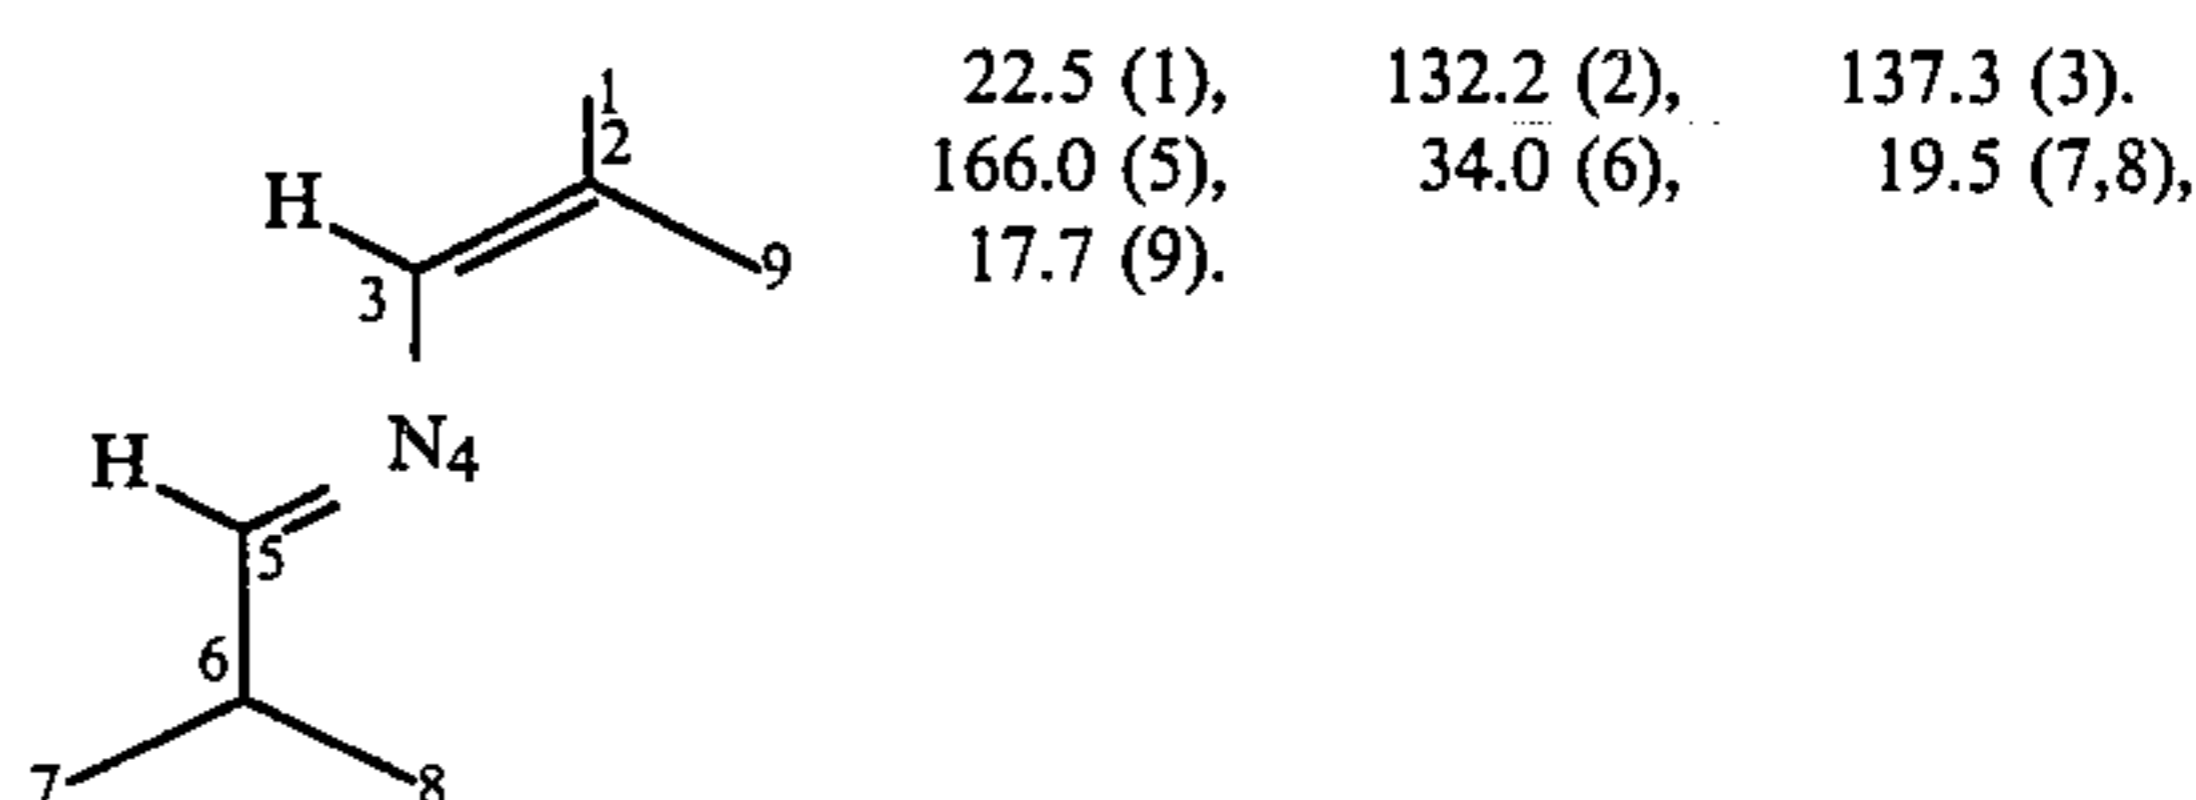 22.5 (1), 132.2 (2), 137.3 (3).
166.0 (5), 34.0 (6), 19.5 (7,8),
17.7 (9).
1
2
H
3
9
N4
H
5
6
7
8